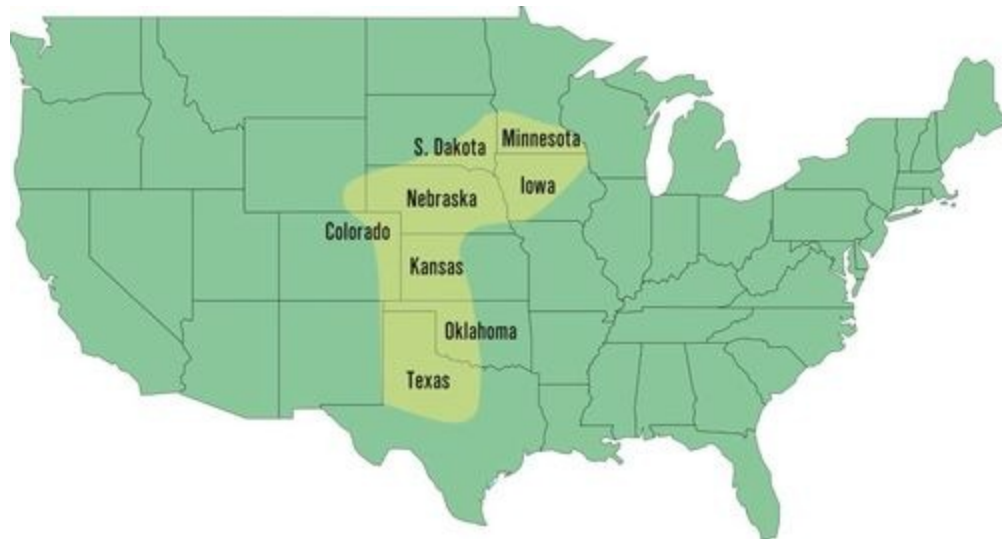 Minnesota
S. Dakota
Iowa
Nebraska
Colorado
Kansas
Oklahoma
Texas